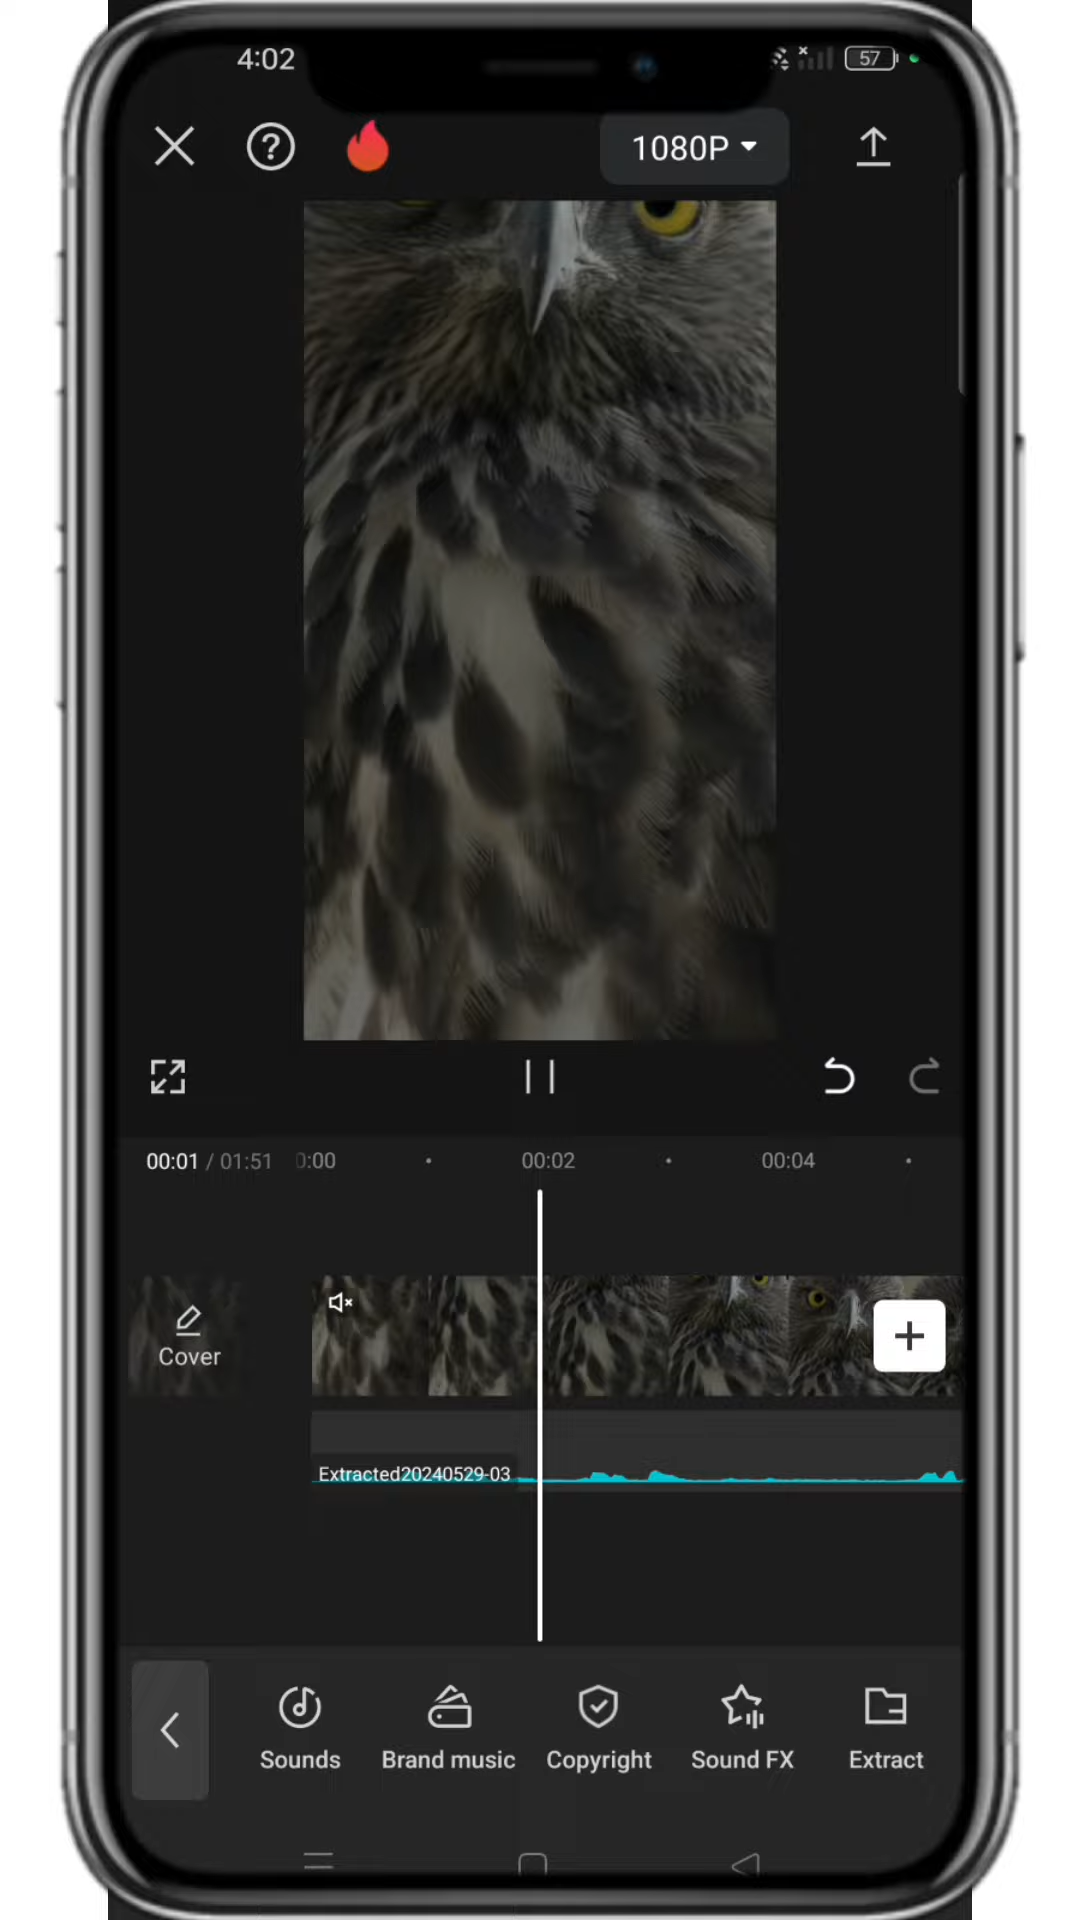 4:02
57
1080P
00:01 / 01:51
0:00
00:02
00:04
Cover
Extracted20240529-03
Sounds
Brand music
Copyright
Sound FX
Extract